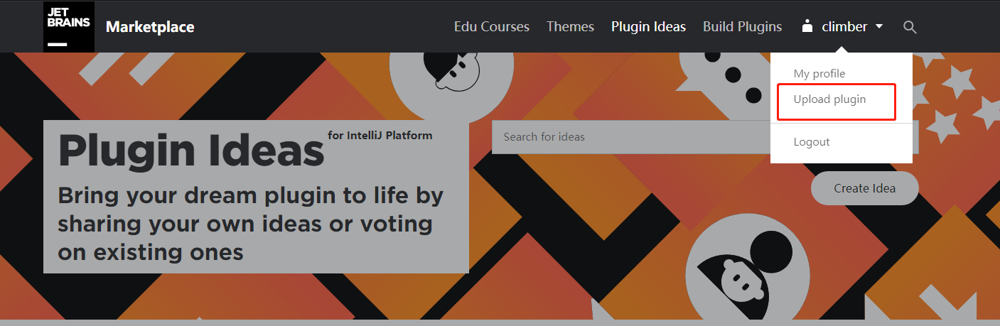 JET
BRAINS
Marketplace
Edu Courses
Themes
Plugin Ideas
Build Plugins
climber
My profile
Upload plugin
Logout
Plugin Ideas
for IntelliJ Platform
Bring your dream plugin to life by
sharing your own ideas or voting
on existing ones
Search for ideas
Create Idea